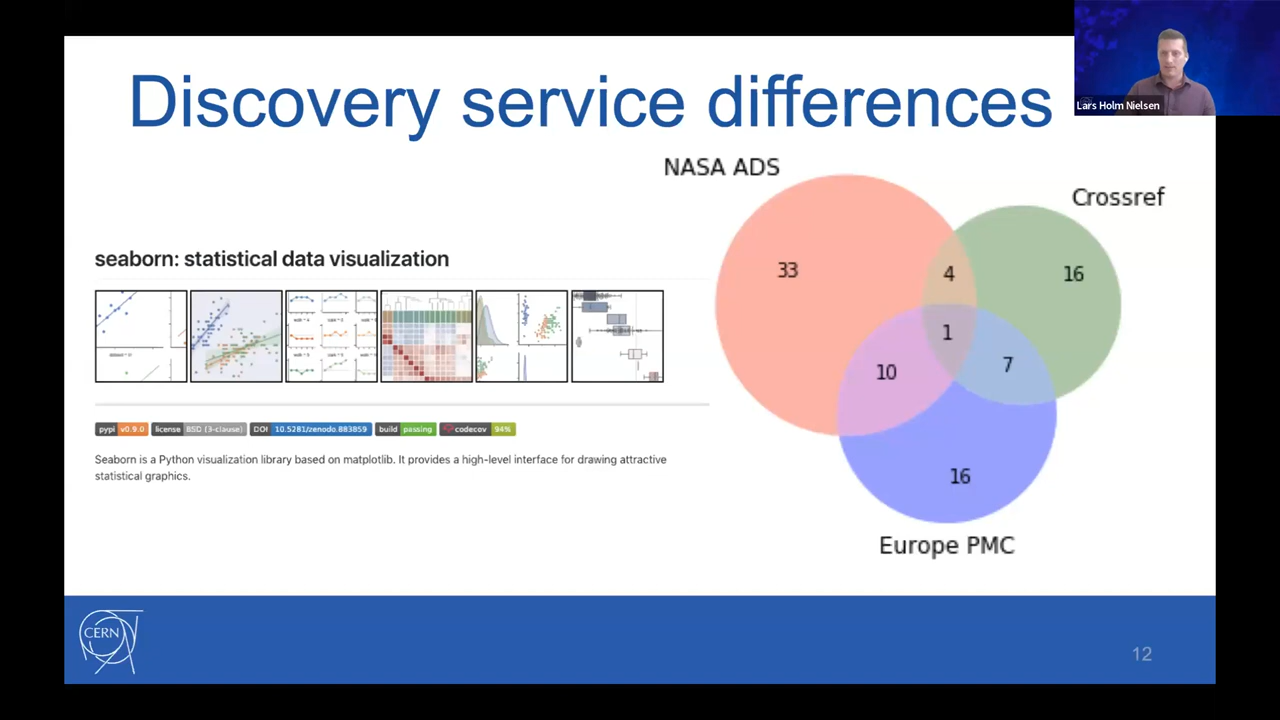 Discovery service differences
Lars Holm Nielsen
NASA ADS
Crossref
seaborn: statistical data visualization
33
4
16
1
10
7
16
Europe PMC
pypi v0.9.0 license BSD (3-clause) DOI 10.5281/zenodo.883859 build passing codecov 94%
Seaborn is a Python visualization library based on matplotlib. It provides a high-level interface for drawing attractive
statistical graphics.
CERN
12